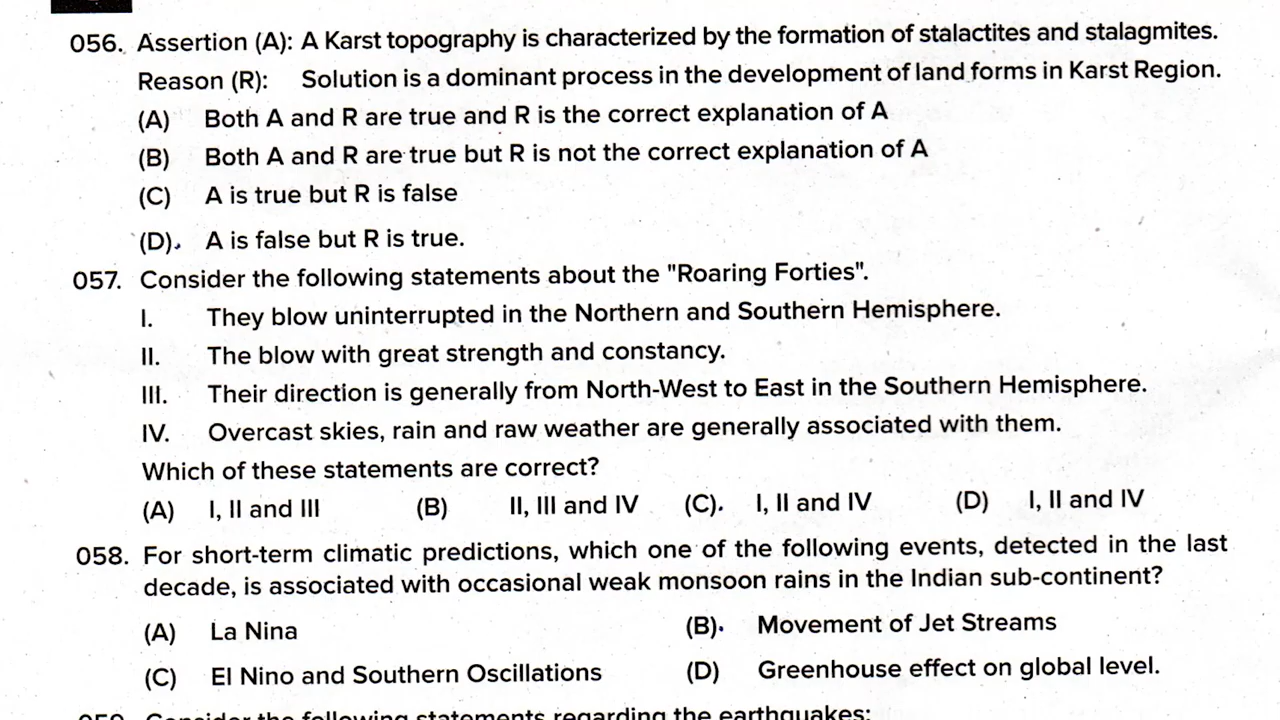 056. Assertion (A): A Karst topography is characterized by the formation of stalactites and stalagmites.
Reason (R): Solution is a dominant process in the development of land forms in Karst Region.
(A) Both A and R are true and R is the correct explanation of A
(B) Both A and R are true but R is not the correct explanation of A
(C) A is true but R is false
(D). A is false but R is true.
057. Consider the following statements about the "Roaring Forties".
I. They blow uninterrupted in the Northern and Southern Hemisphere.
II. The blow with great strength and constancy.
III. Their direction is generally from North-West to East in the Southern Hemisphere.
IV. Overcast skies, rain and raw weather are generally associated with them.
Which of these statements are correct?
(A) I, II and III (B) II, III and IV (C). I, II and IV (D) I, II and IV
058. For short-term climatic predictions, which one of the following events, detected in the last
decade, is associated with occasional weak monsoon rains in the Indian sub-continent?
(A) La Nina (B). Movement of Jet Streams
(C) El Nino and Southern Oscillations (D) Greenhouse effect on global level.
059. Consider the following statements regarding the earthquakes: